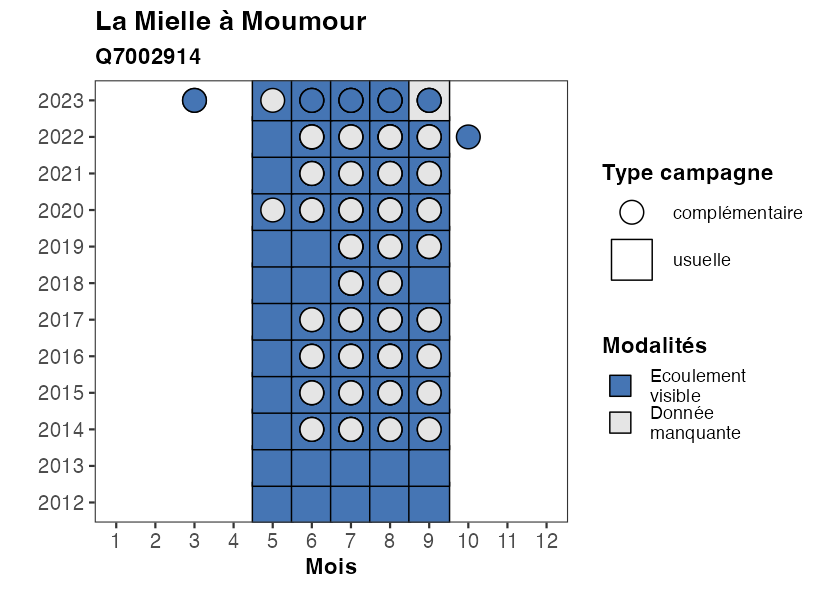 La Mielle à Moumour
Q7002914
2023
2022
2021
2020
2019
2018
2017
2016
2015
2014
2013
2012
1 2 3 4 5 6 7 8 9 10 11 12
Mois
Type campagne
complémentaire
usuelle
Modalités
Ecoulement
visible
Donnée
manquante